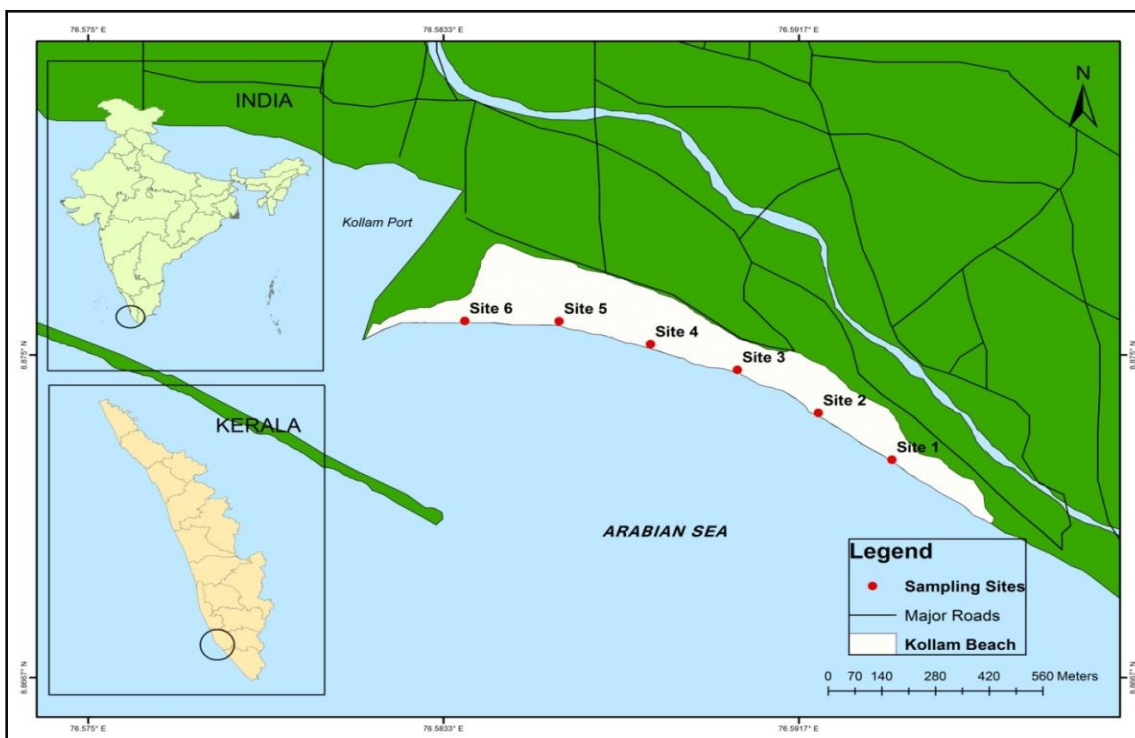 76.575° E
76.5833° E
76.5917° E
INDIA
N
Kollam Port
Site 6
Site 5
Site 4
Site 3
Site 2
Site 1
8.875° N
8.875° N
KERALA
ARABIAN SEA
Legend
Sampling Sites
Major Roads
Kollam Beach
0 70 140 280 420 560 Meters
8.8667° N
8.8667° N
76.575° E
76.5833° E
76.5917° E